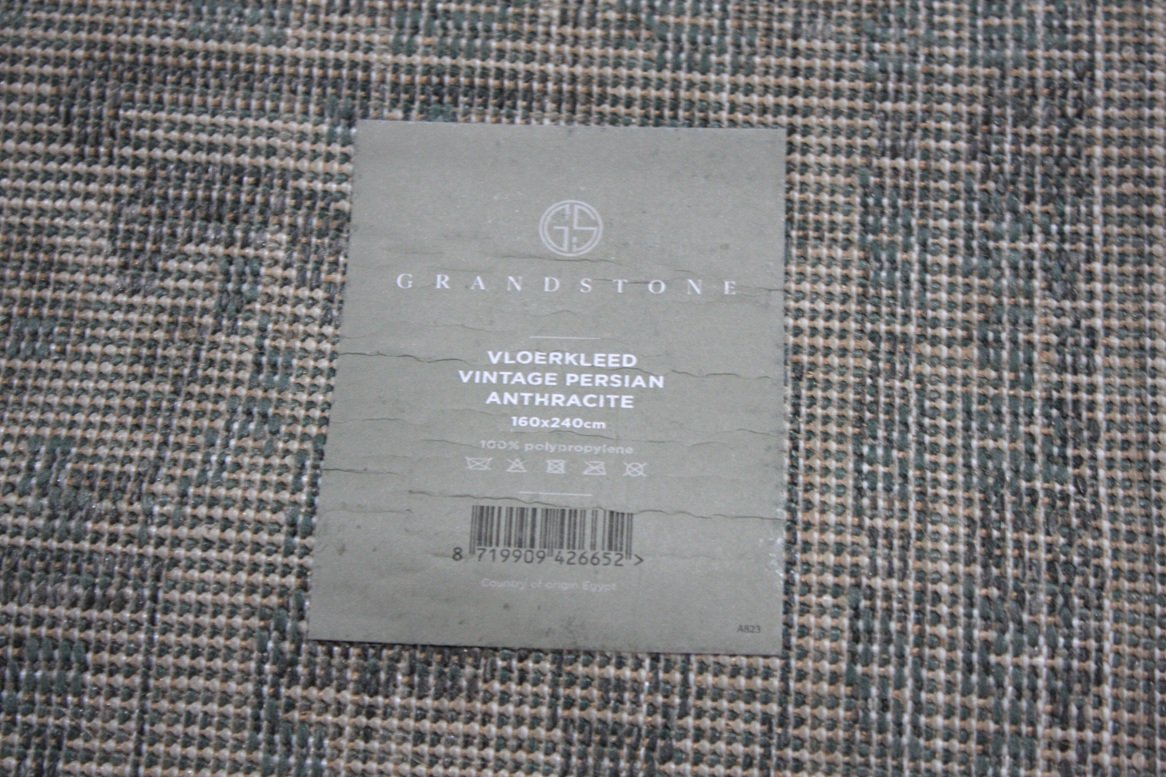 GS
GRANDSTONE
VLOERKLEED
VINTAGE PERSIAN
ANTHRACITE
160x240cm
100% polypropylene
8 719909 426652 >
Country of origin Egypt
A823